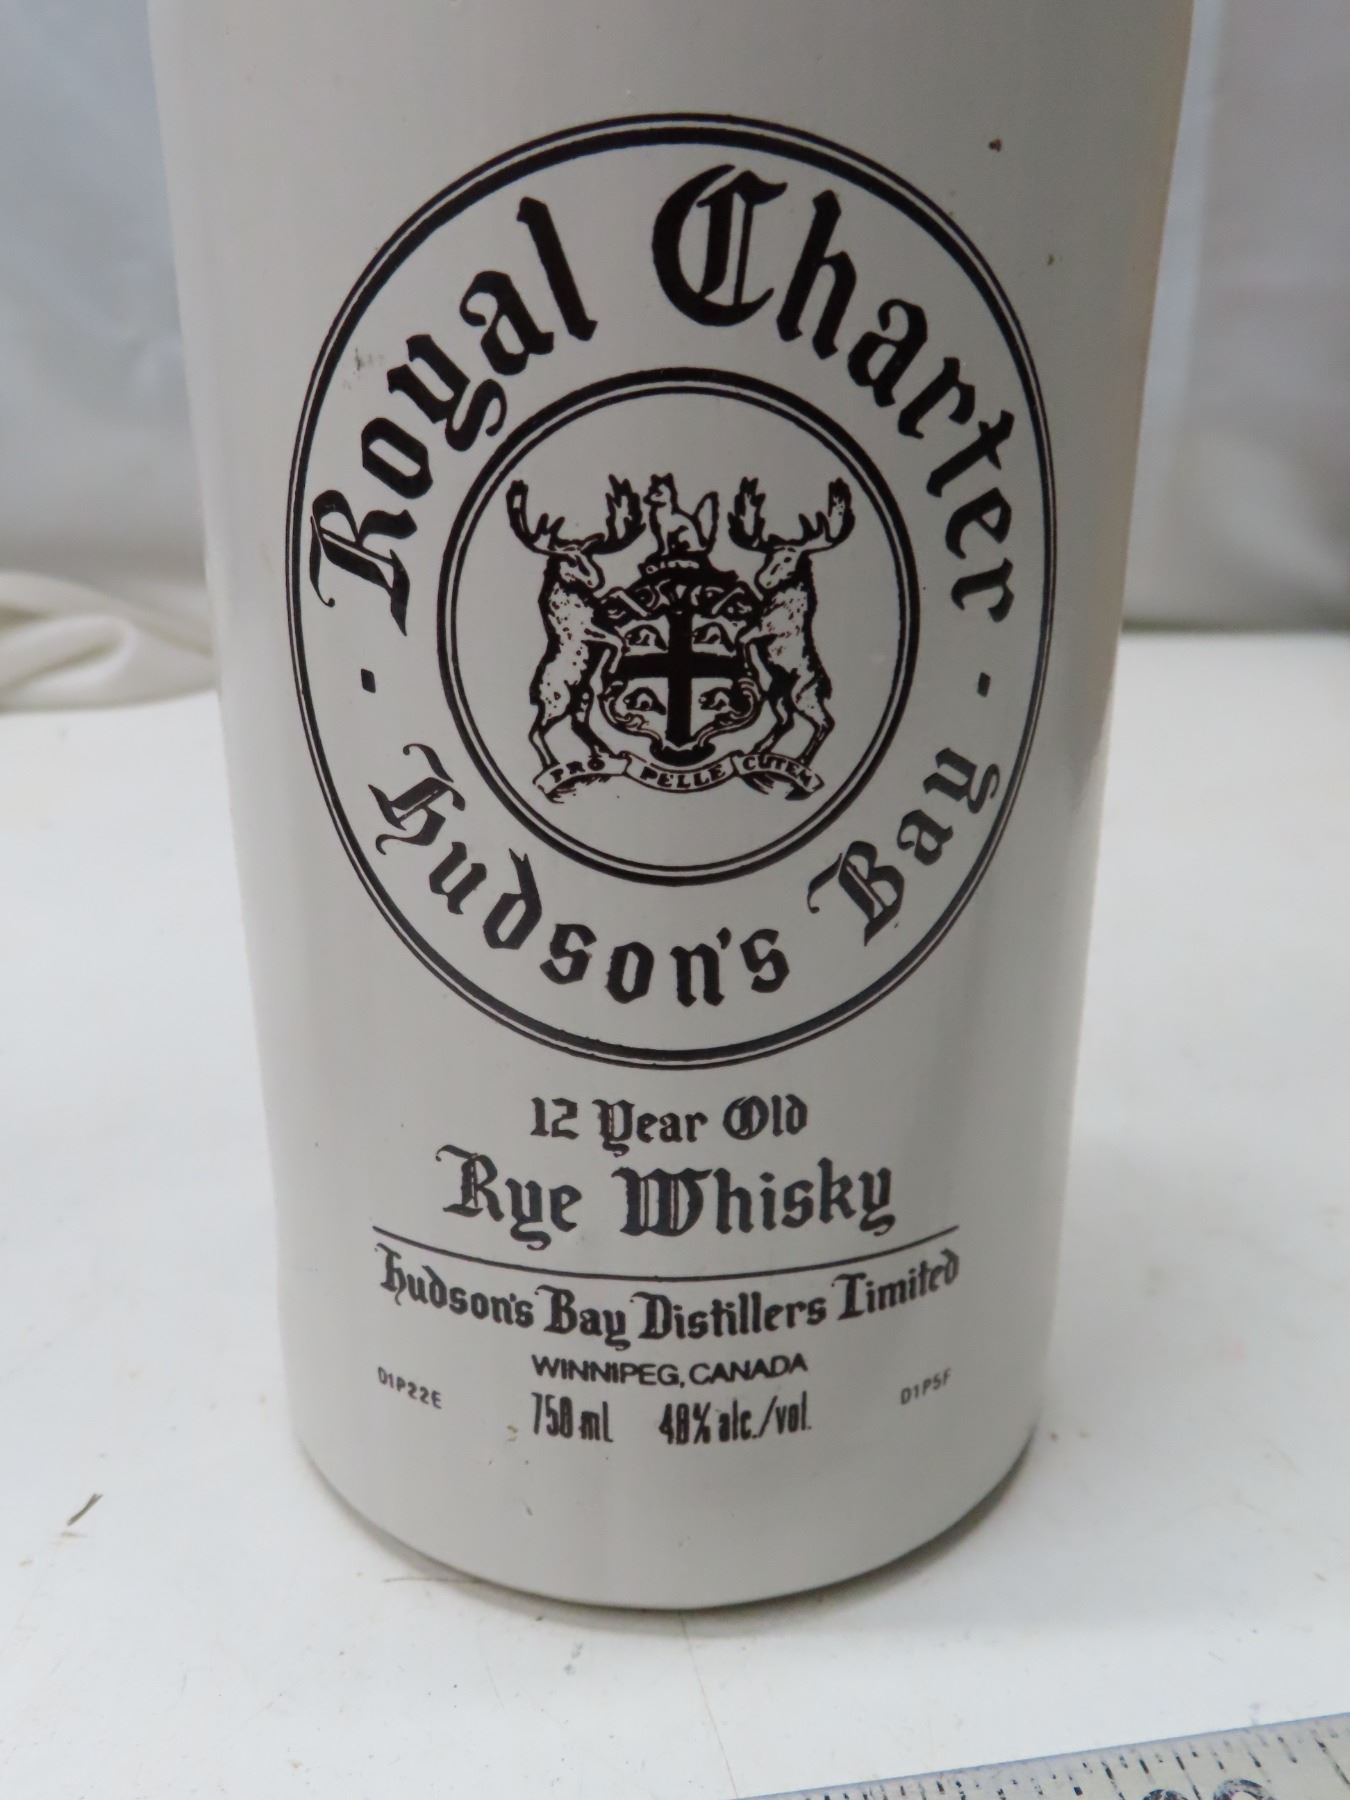 Royal Charter
Hudson's Bay
PRO PELLE CUTEM
12 Year Old
Rye Whisky
Hudson's Bay Distillers Limited
WINNIPEG, CANADA
D1P22E
750 ml 40% alc./vol.
D1P5F